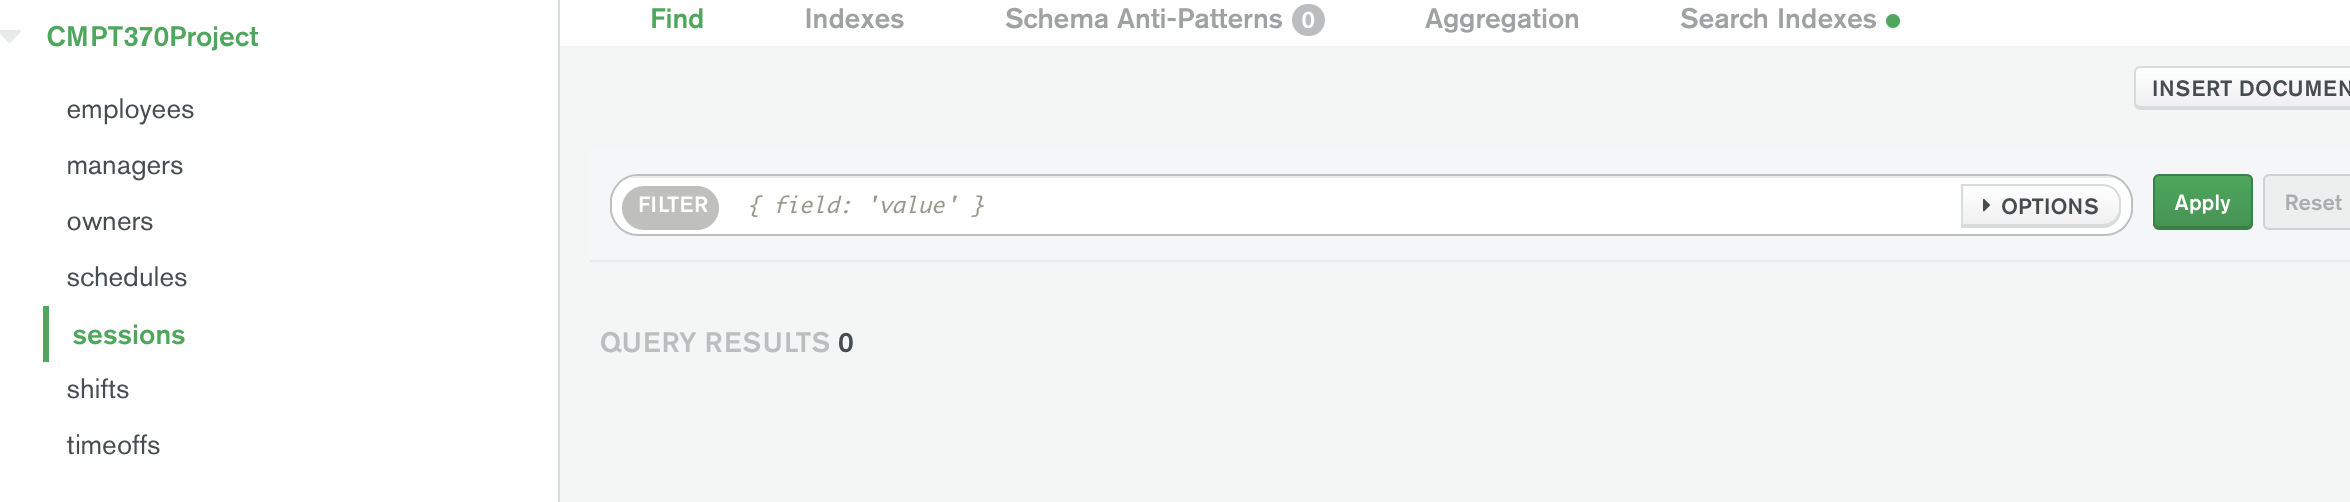 CMPT370Project
employees
managers
owners
schedules
sessions
shifts
timeoffs
Find Indexes Schema Anti-Patterns 0 Aggregation Search Indexes
INSERT DOCUMEN
FILTER { field: 'value' } OPTIONS Apply Reset
QUERY RESULTS 0